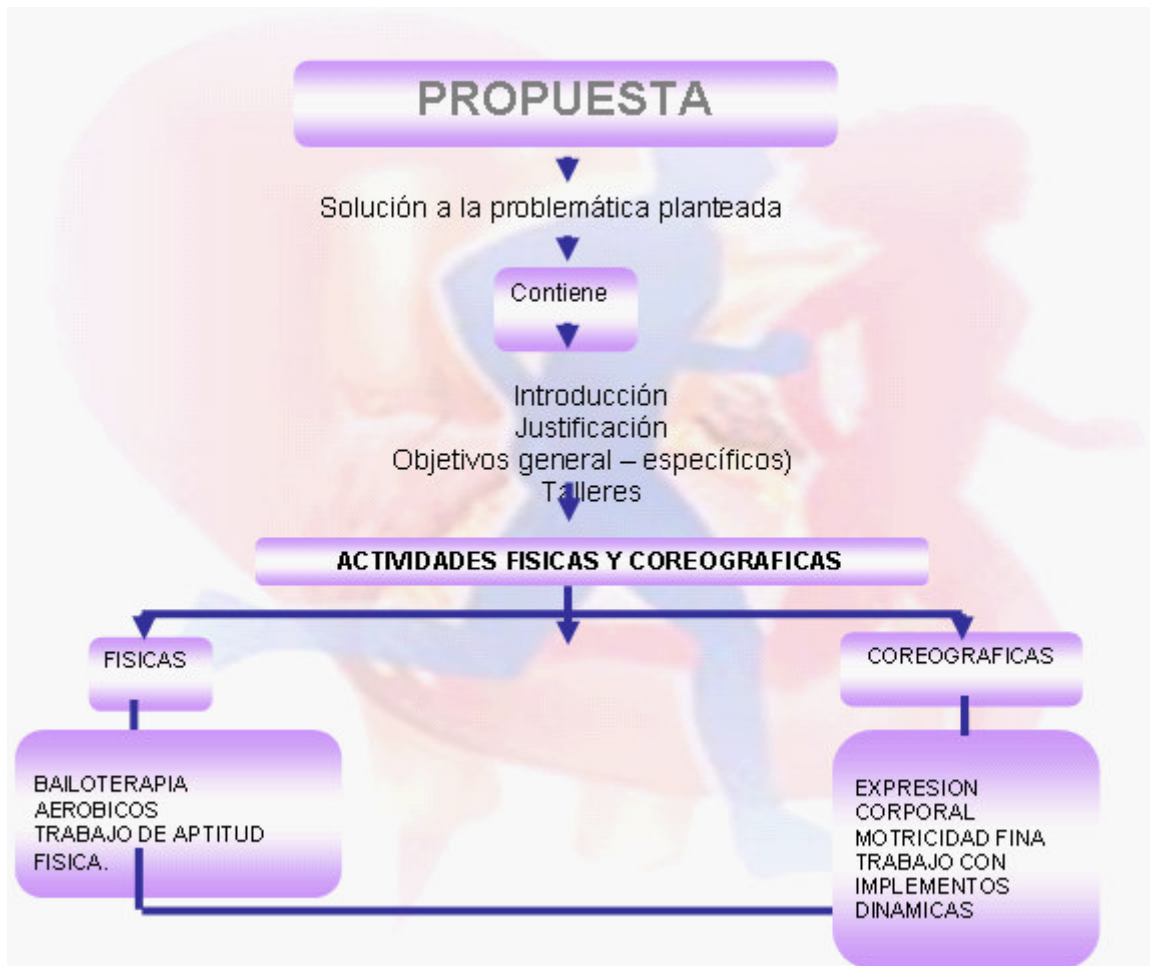 PROPUESTA
Solución a la problemática planteada
Contiene
Introducción
Justificación
Objetivos general – específicos)
Talleres
ACTIVIDADES FISICAS Y COREOGRAFICAS
FISICAS
COREOGRAFICAS
BAILOTERAPIA
AEROBICOS
TRABAJO DE APTITUD
FISICA.
EXPRESION
CORPORAL
MOTRICIDAD FINA
TRABAJO CON
IMPLEMENTOS
DINAMICAS